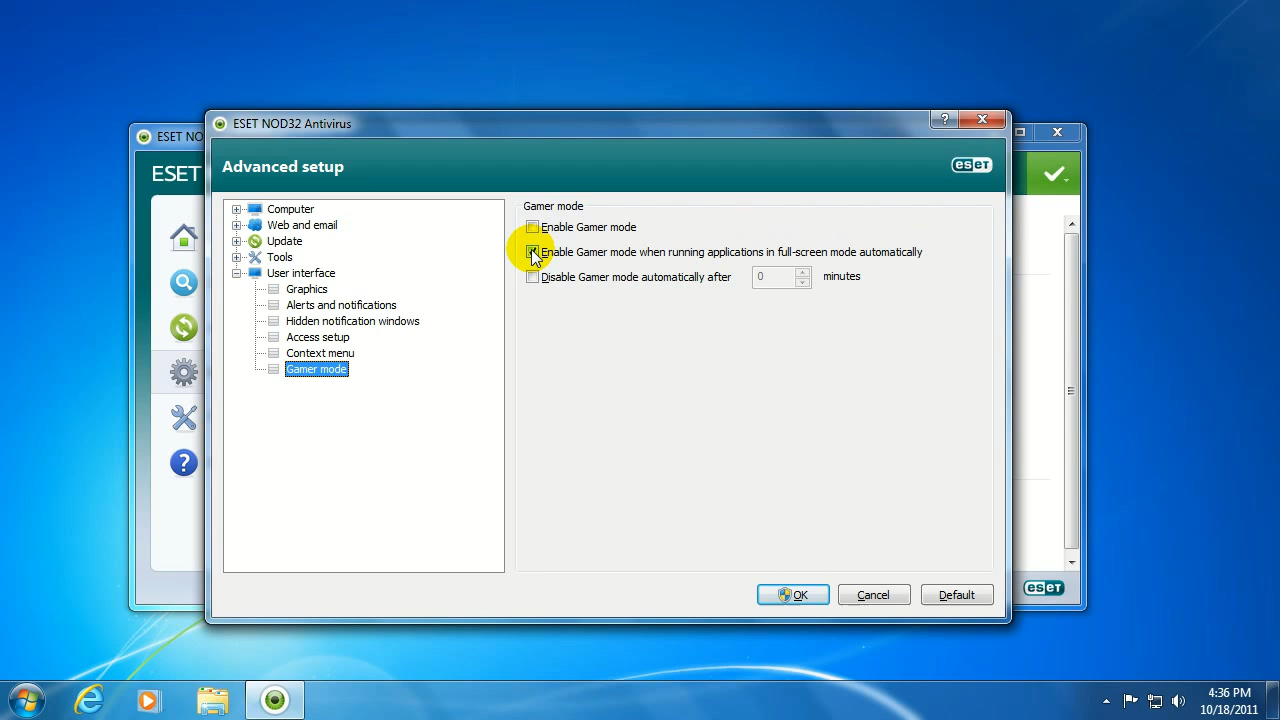 ESET NOD32 Antivirus
ESET NO
Advanced setup
eseT
ESET
Computer
Web and email
Update
Tools
User interface
Graphics
Alerts and notifications
Hidden notification windows
Access setup
Context menu
Gamer mode
Gamer mode
Enable Gamer mode
Enable Gamer mode when running applications in full-screen mode automatically
Disable Gamer mode automatically after 0 minutes
OK
Cancel
Default
eseT
4:36 PM
10/18/2011